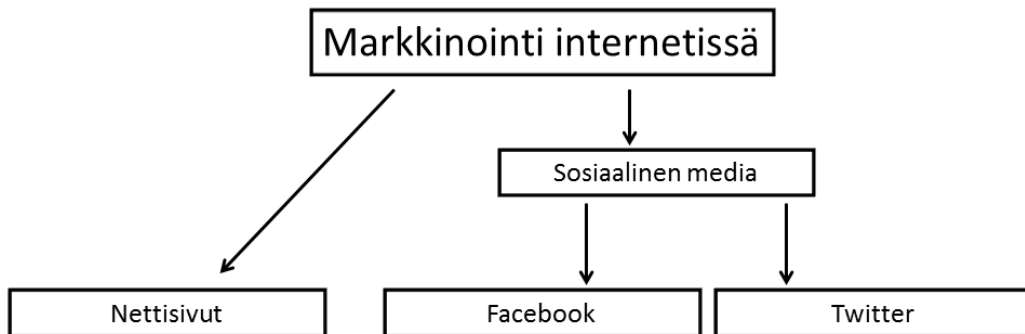 Markkinointi internetissä
Sosiaalinen media
Nettisivut
Facebook
Twitter